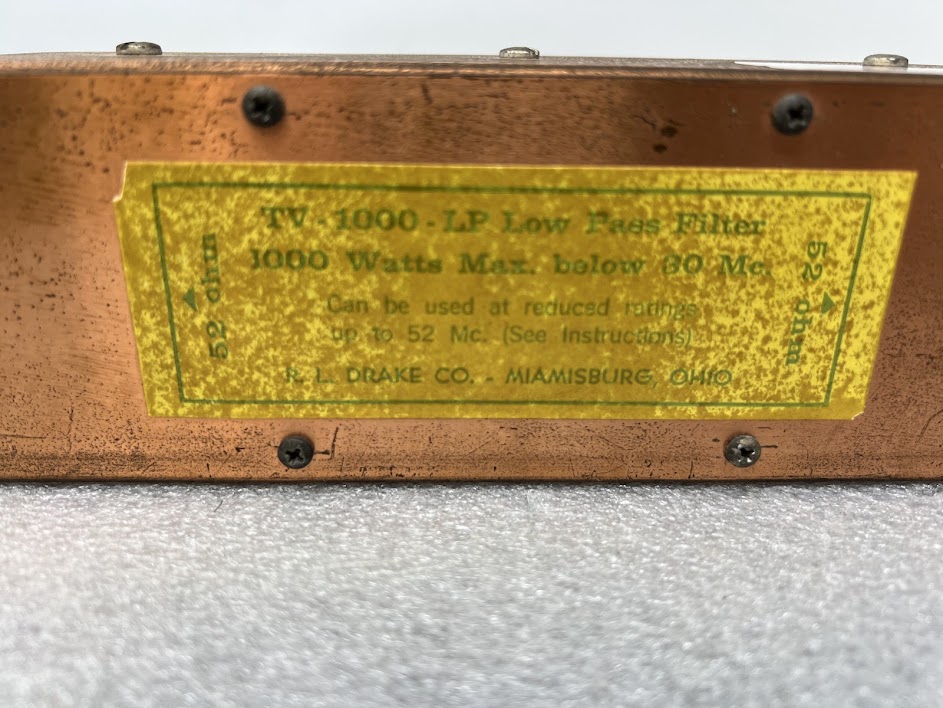 TV-1000-LP Low Pass Filter
1000 Watts Max. below 30 Mc.
Can be used at reduced ratings
up to 52 Mc. (See Instructions)
R. L. DRAKE CO. - MIAMISBURG, OHIO
52 ohm
52 ohm